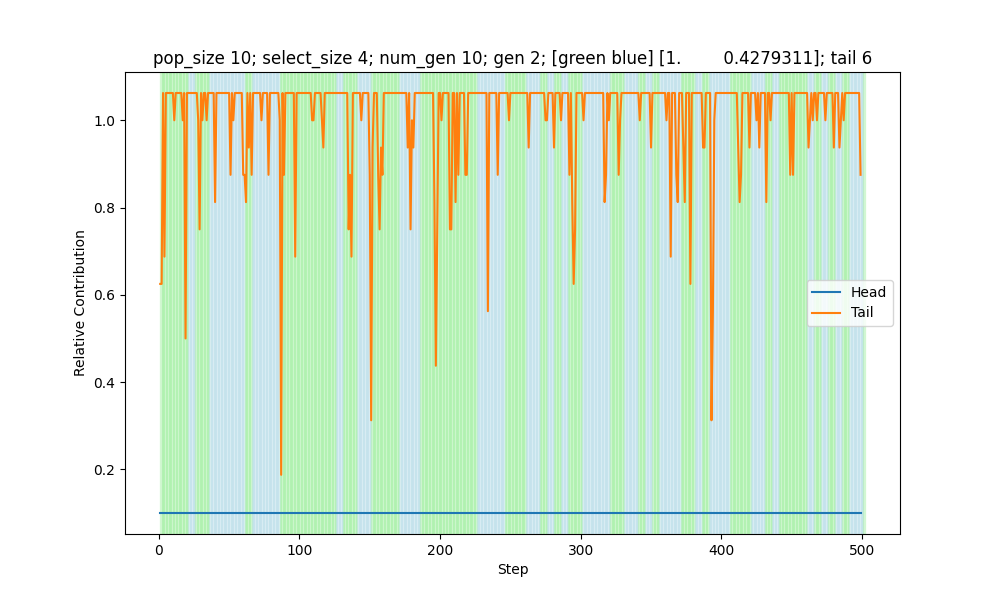 pop_size 10; select_size 4; num_gen 10; gen 2; [green blue] [1. 0.4279311]; tail 6
Relative Contribution
1.0
0.8
0.6
0.4
0.2
Head
Tail
0 100 200 300 400 500
Step